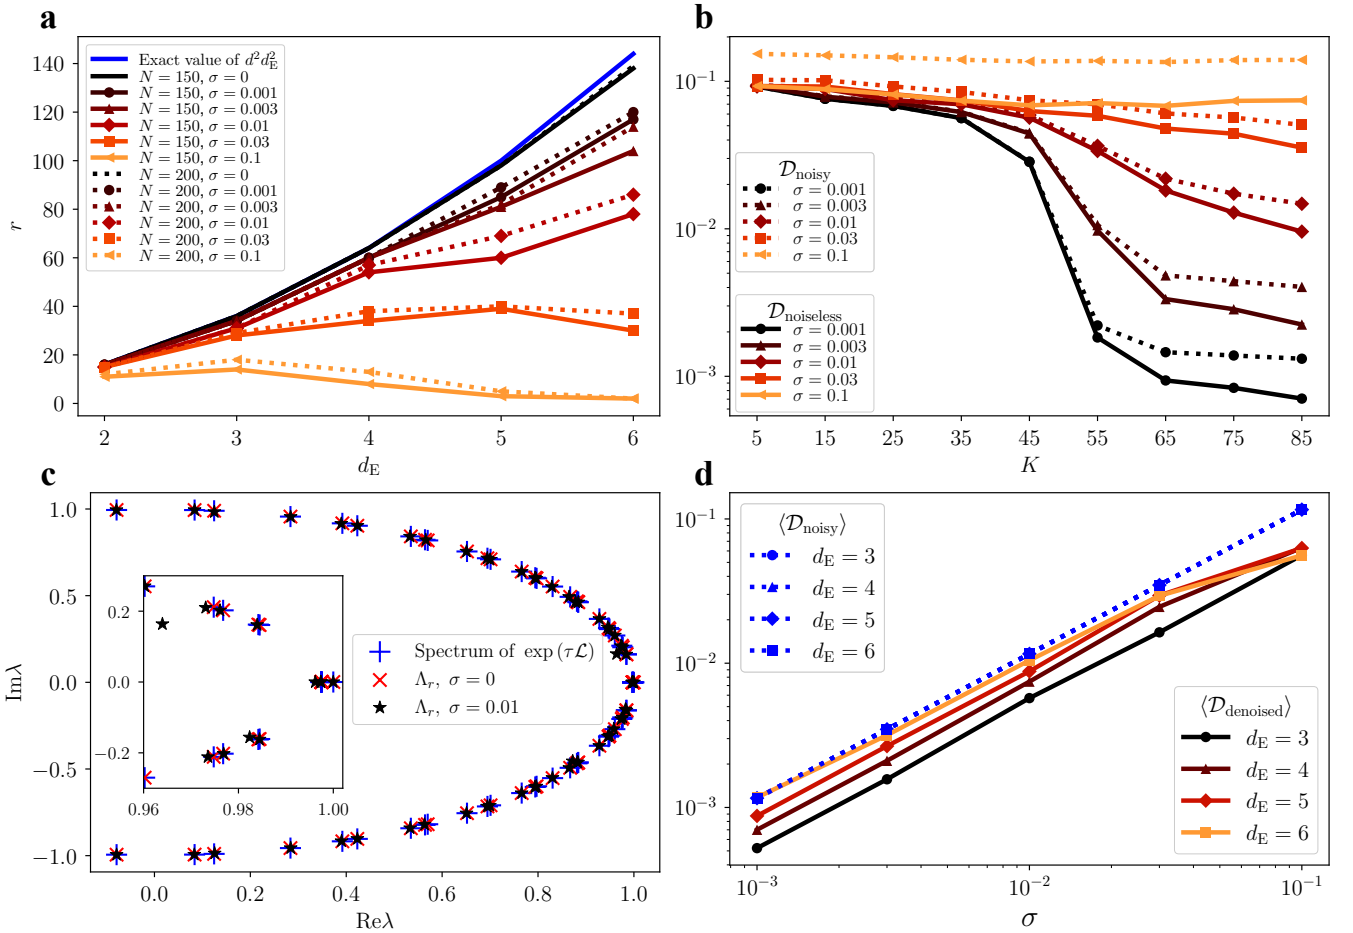 a
140
120
100
80
60
40
20
0
r
2
3
4
5
6
d_E
Exact value of d²d²_E
N = 150, σ = 0
N = 150, σ = 0.001
N = 150, σ = 0.003
N = 150, σ = 0.01
N = 150, σ = 0.03
N = 150, σ = 0.1
N = 200, σ = 0
N = 200, σ = 0.001
N = 200, σ = 0.003
N = 200, σ = 0.01
N = 200, σ = 0.03
N = 200, σ = 0.1
b
10⁻¹
10⁻²
10⁻³
5
15
25
35
45
55
65
75
85
K
𝒟_noisy
σ = 0.001
σ = 0.003
σ = 0.01
σ = 0.03
σ = 0.1
𝒟_noiseless
σ = 0.001
σ = 0.003
σ = 0.01
σ = 0.03
σ = 0.1
c
1.0
0.5
0.0
−0.5
−1.0
Imλ
0.0
0.2
0.4
0.6
0.8
1.0
Reλ
0.2
0.0
−0.2
0.96
0.98
1.00
Spectrum of exp (τℒ)
Λ_r, σ = 0
Λ_r, σ = 0.01
d
10⁻¹
10⁻²
10⁻³
10⁻³
10⁻²
10⁻¹
σ
⟨𝒟_noisy⟩
d_E = 3
d_E = 4
d_E = 5
d_E = 6
⟨𝒟_denoised⟩
d_E = 3
d_E = 4
d_E = 5
d_E = 6